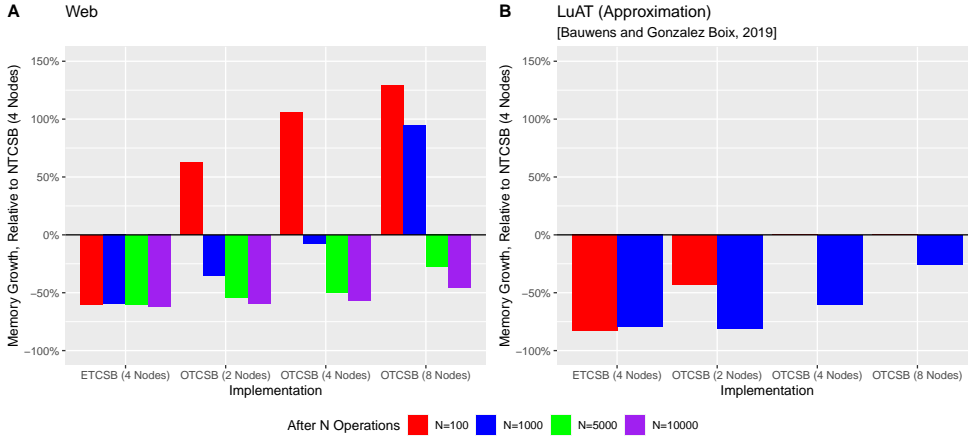 A
Web
Memory Growth, Relative to NTCSB (4 Nodes)
150%
100%
50%
0%
−50%
−100%
ETCSB (4 Nodes) OTCSB (2 Nodes) OTCSB (4 Nodes) OTCSB (8 Nodes)
Implementation
B
LuAT (Approximation)
[Bauwens and Gonzalez Boix, 2019]
Memory Growth, Relative to NTCSB (4 Nodes)
150%
100%
50%
0%
−50%
−100%
ETCSB (4 Nodes) OTCSB (2 Nodes) OTCSB (4 Nodes) OTCSB (8 Nodes)
Implementation
After N Operations N=100 N=1000 N=5000 N=10000